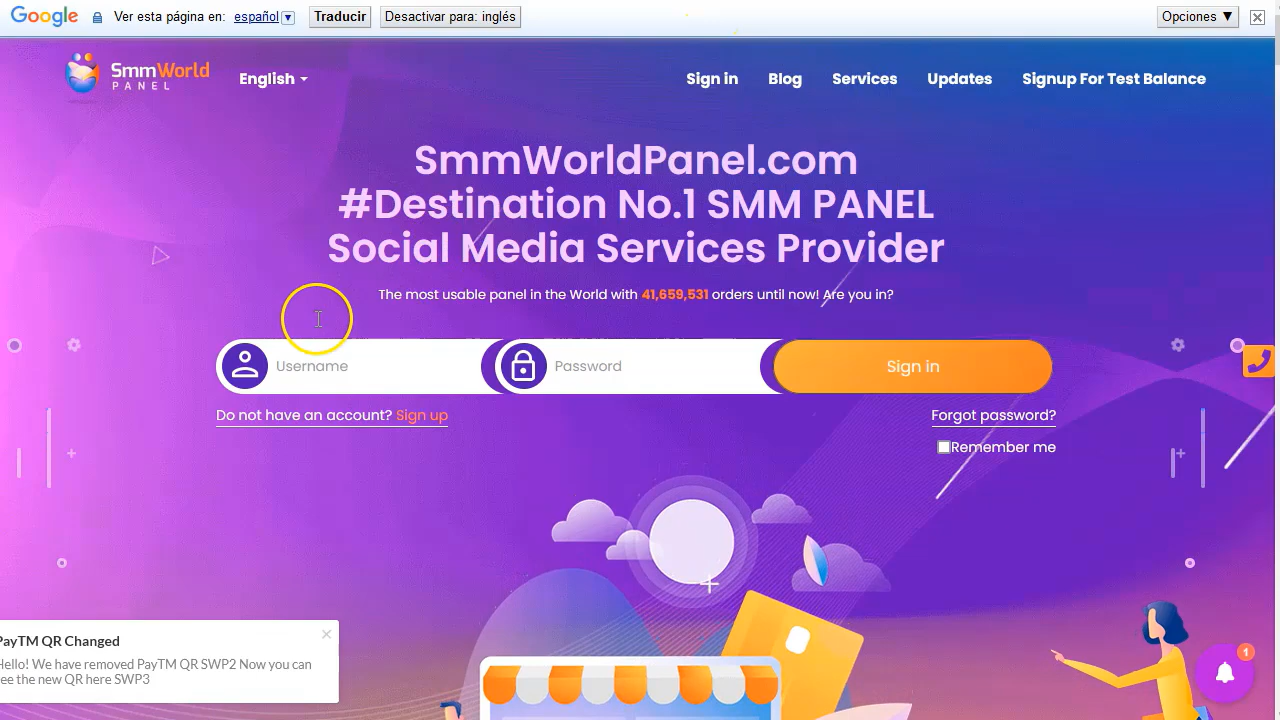 Google Ver esta página en: español Traducir Desactivar para: inglés Opciones
SmmWorld
PANEL
English
Sign in Blog Services Updates Signup For Test Balance
SmmWorldPanel.com
#Destination No.1 SMM PANEL
Social Media Services Provider
The most usable panel in the World with 41,659,531 orders until now! Are you in?
Username Password Sign in
Do not have an account? Sign up Forgot password?
Remember me
PayTM QR Changed
Hello! We have removed PayTM QR SWP2 Now you can
see the new QR here SWP3
1